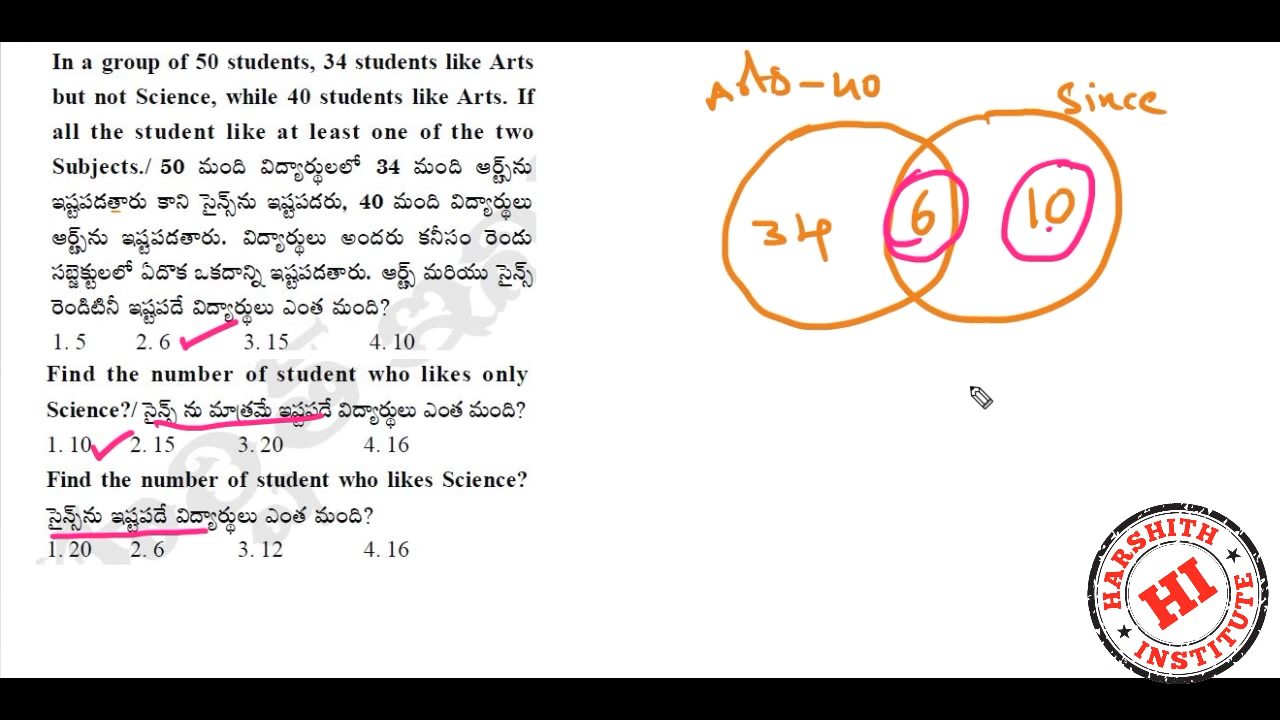 In a group of 50 students, 34 students like Arts
but not Science, while 40 students like Arts. If
all the student like at least one of the two
Subjects./ 50 మంది విద్యార్థులలో 34 మంది ఆర్ట్స్‌ను
ఇష్టపడతారు కాని సైన్స్‌ను ఇష్టపడరు, 40 మంది విద్యార్థులు
ఆర్ట్స్‌ను ఇష్టపడతారు. విద్యార్థులు అందరు కనీసం రెండు
సబ్జెక్టులలో ఏదొక ఒకదాన్ని ఇష్టపడతారు. ఆర్ట్స్ మరియు సైన్స్
రెండిటినీ ఇష్టపడే విద్యార్థులు ఎంత మంది?
1. 5 2. 6 3. 15 4. 10
Find the number of student who likes only
Science?/ సైన్స్ ను మాత్రమే ఇష్టపడే విద్యార్థులు ఎంత మంది?
1. 10 2. 15 3. 20 4. 16
Find the number of student who likes Science?
సైన్స్‌ను ఇష్టపడే విద్యార్థులు ఎంత మంది?
1. 20 2. 6 3. 12 4. 16
Arts - 40
Since
34 6 10
HARSHITH
HI
INSTITUTE